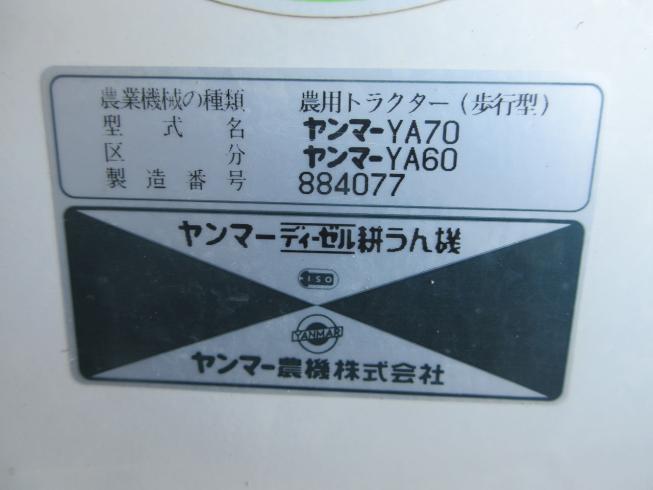 農業機械の種類 農用トラクター(歩行型)
型式名 ヤンマーYA70
区分 ヤンマーYA60
製造番号 884077
ヤンマーディーゼル耕うん機
ISO
YANMAR
ヤンマー農機株式会社